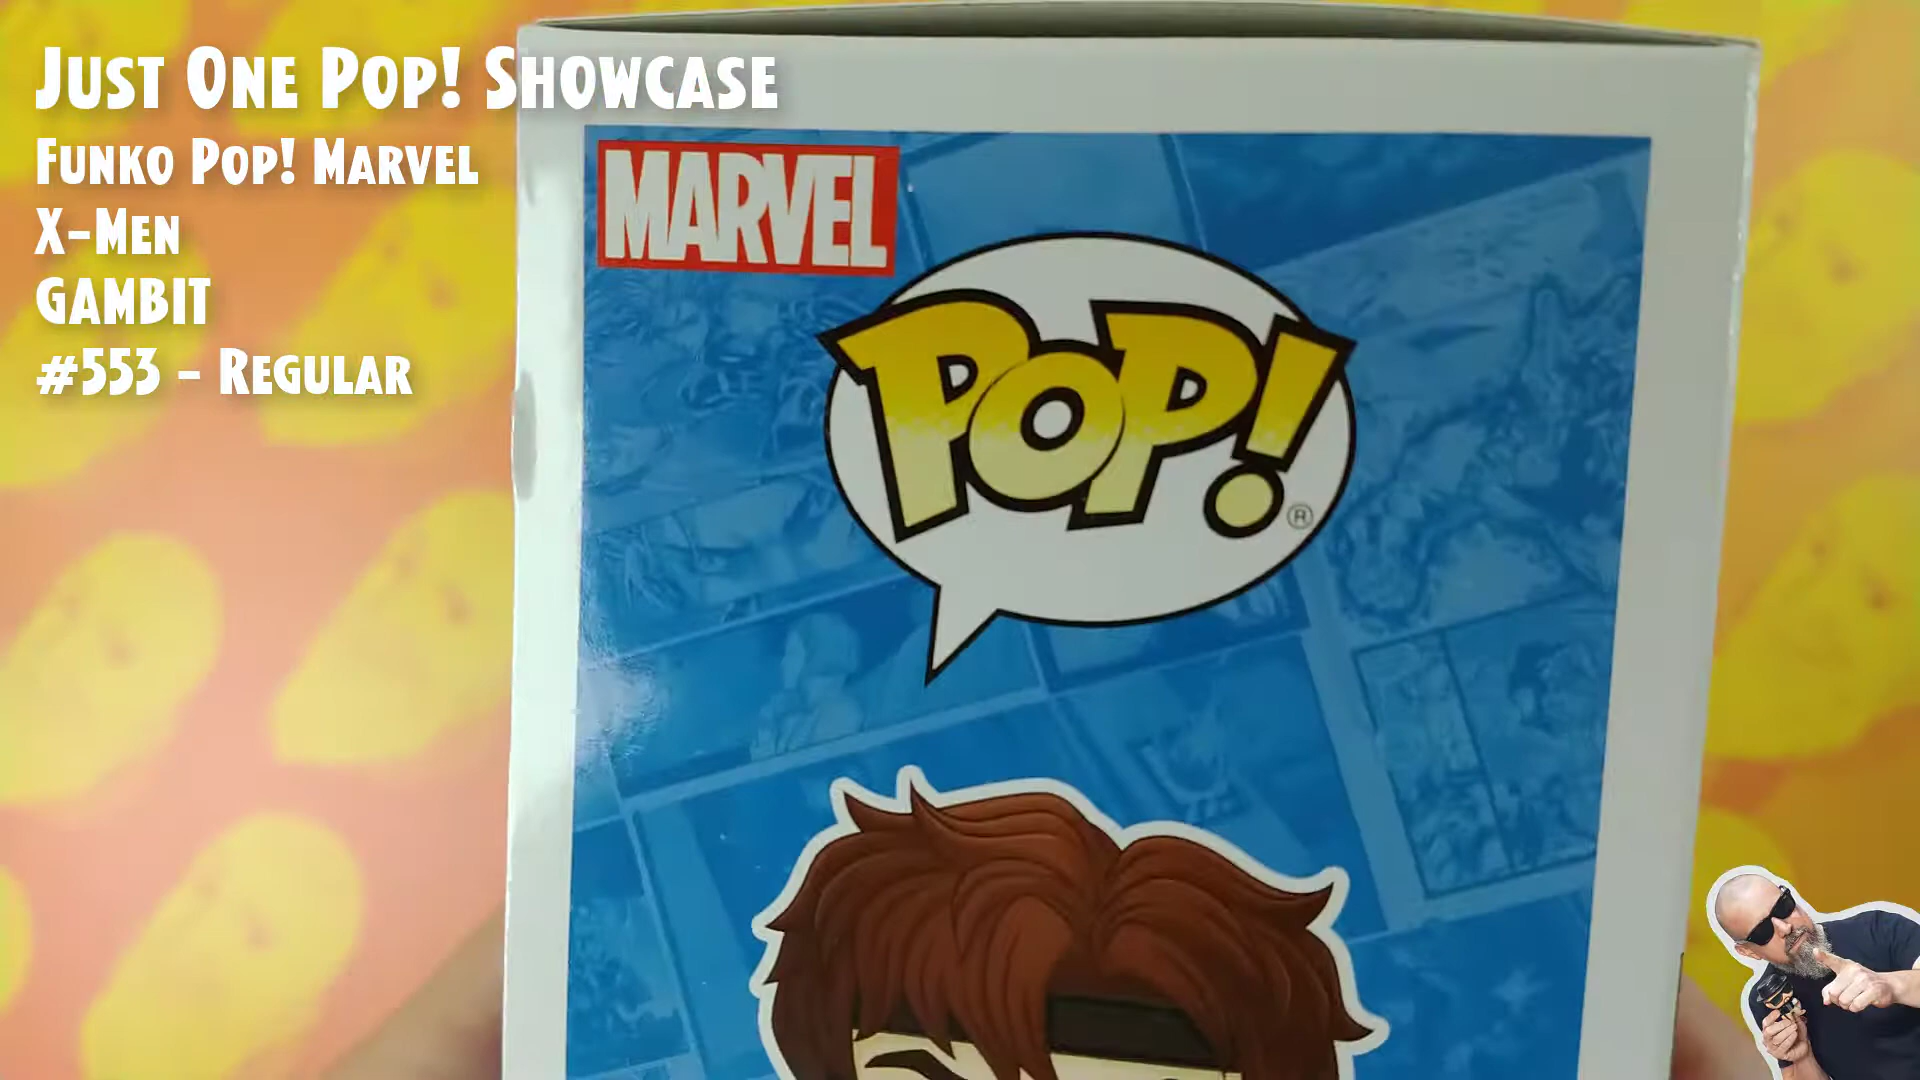 Just One Pop! Showcase
Funko Pop! Marvel
X-Men
GAMBIT
#553 - Regular
MARVEL
POP!
®